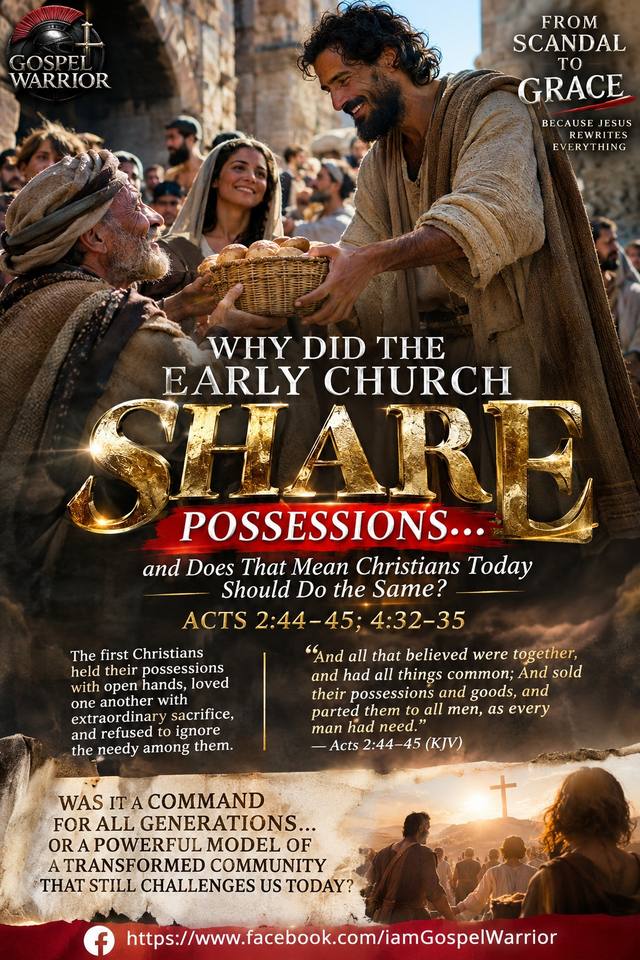 GOSPEL
WARRIOR
FROM
SCANDAL
TO
GRACE
BECAUSE JESUS
REWRITES
EVERYTHING
WHY DID THE
EARLY CHURCH
SHARE
POSSESSIONS...
and Does That Mean Christians Today
Should Do the Same?
ACTS 2:44–45; 4:32–35
The first Christians
held their possessions
with open hands, loved
one another with
extraordinary sacrifice,
and refused to ignore
the needy among them.
“And all that believed were together,
and had all things common; And sold
their possessions and goods, and
parted them to all men, as every
man had need.”
— Acts 2:44–45 (KJV)
WAS IT A COMMAND
FOR ALL GENERATIONS...
OR A POWERFUL MODEL OF
A TRANSFORMED COMMUNITY
THAT STILL CHALLENGES US TODAY?
https://www.facebook.com/iamGospelWarrior